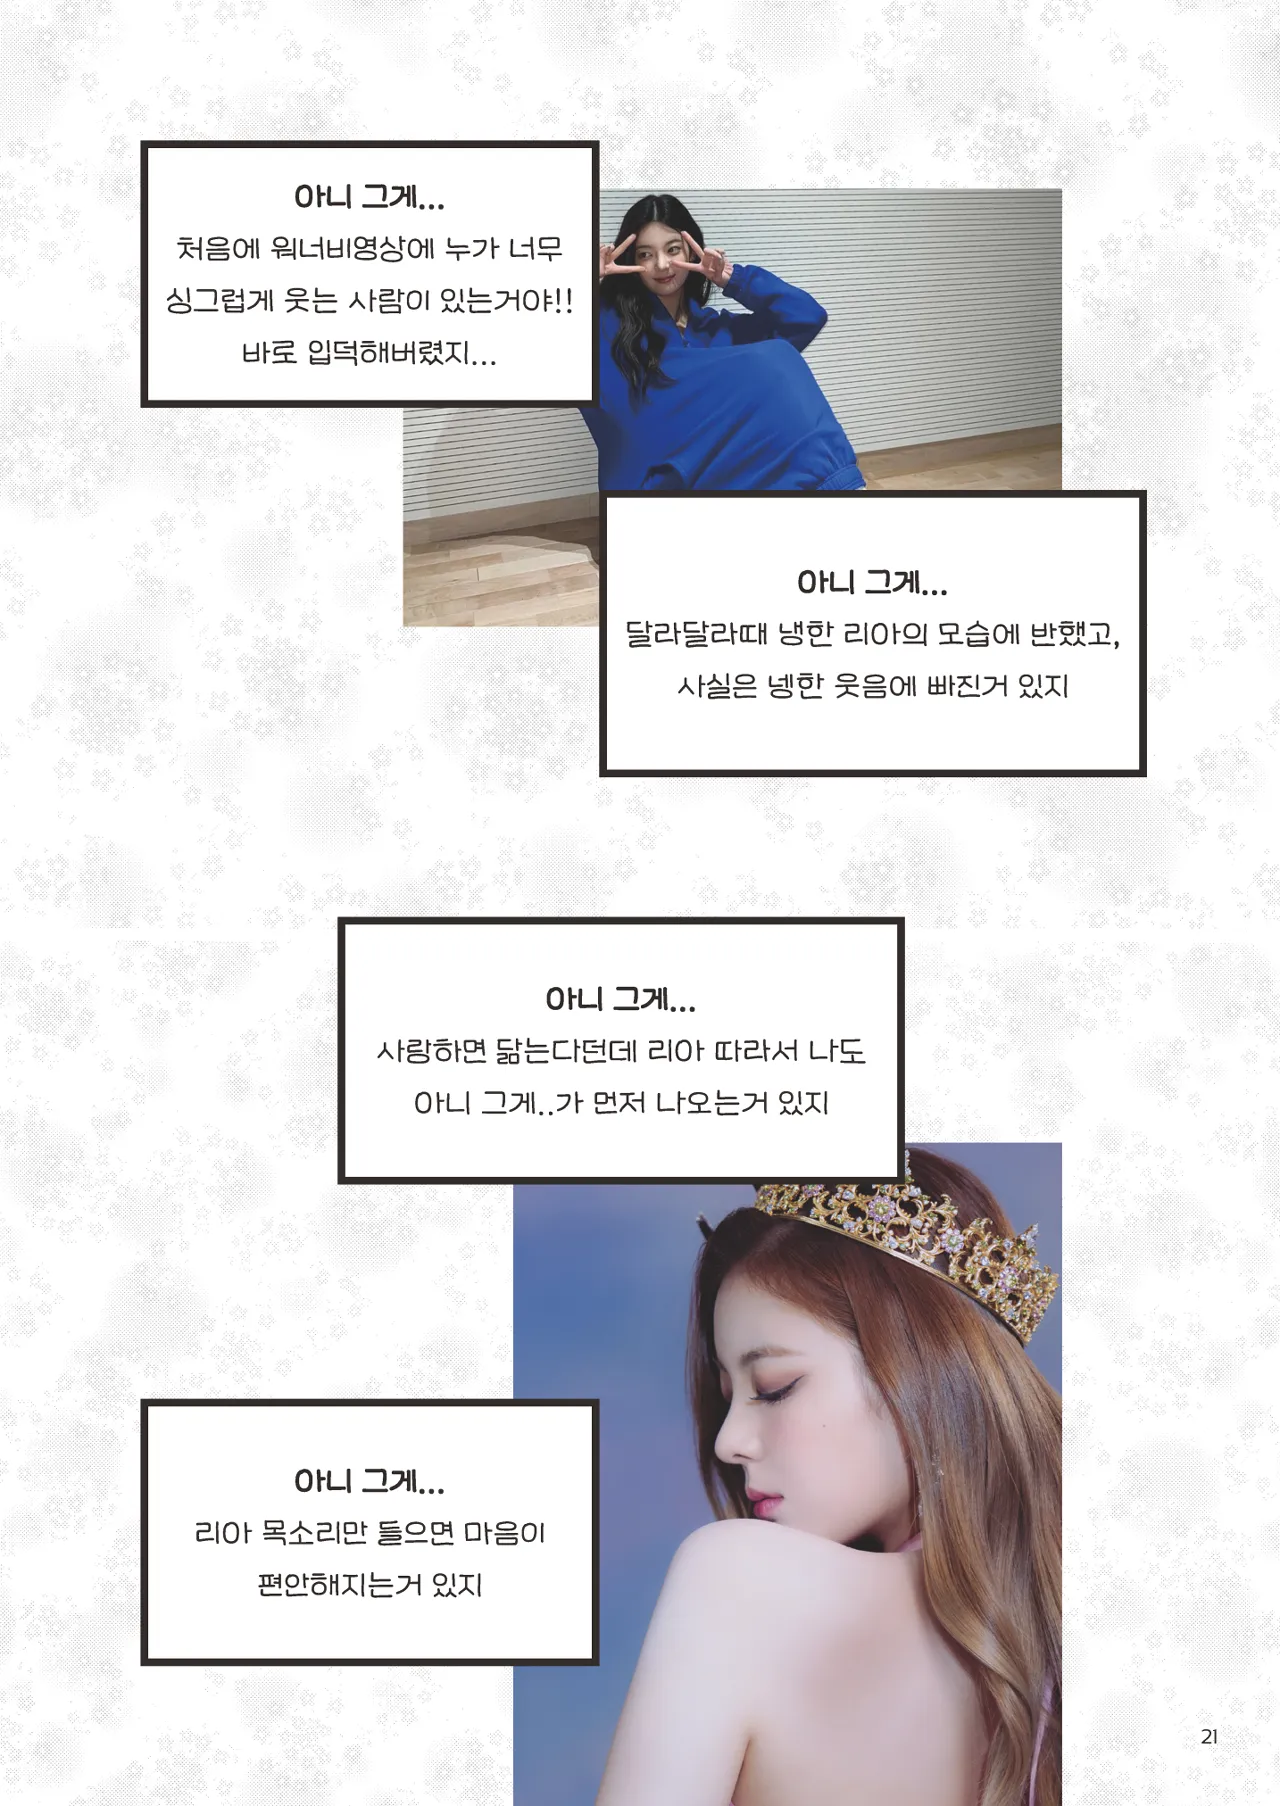 아니 그게...
처음에 워너비영상에 누가 너무
싱그럽게 웃는 사람이 있는거야!!
바로 입덕해버렸지...
아니 그게...
달라달라때 냉한 리아의 모습에 반했고,
사실은 넹한 웃음에 빠진거 있지
아니 그게...
사랑하면 닮는다던데 리아 따라서 나도
아니 그게..가 먼저 나오는거 있지
아니 그게...
리아 목소리만 들으면 마음이
편안해지는거 있지
21